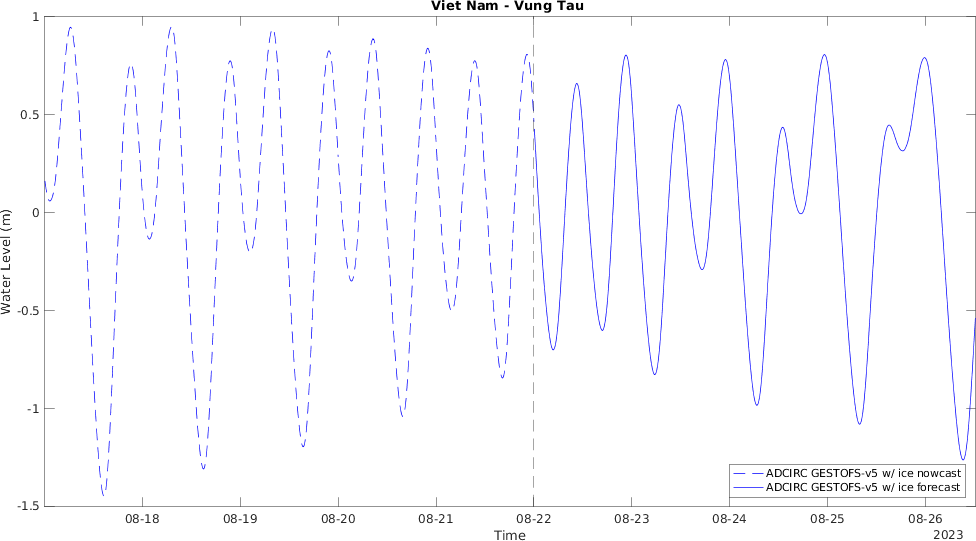 Viet Nam - Vung Tau
1
0.5
0
-0.5
-1
-1.5
Water Level (m)
08-18 08-19 08-20 08-21 08-22 08-23 08-24 08-25 08-26
Time
2023
ADCIRC GESTOFS-v5 w/ ice nowcast
ADCIRC GESTOFS-v5 w/ ice forecast